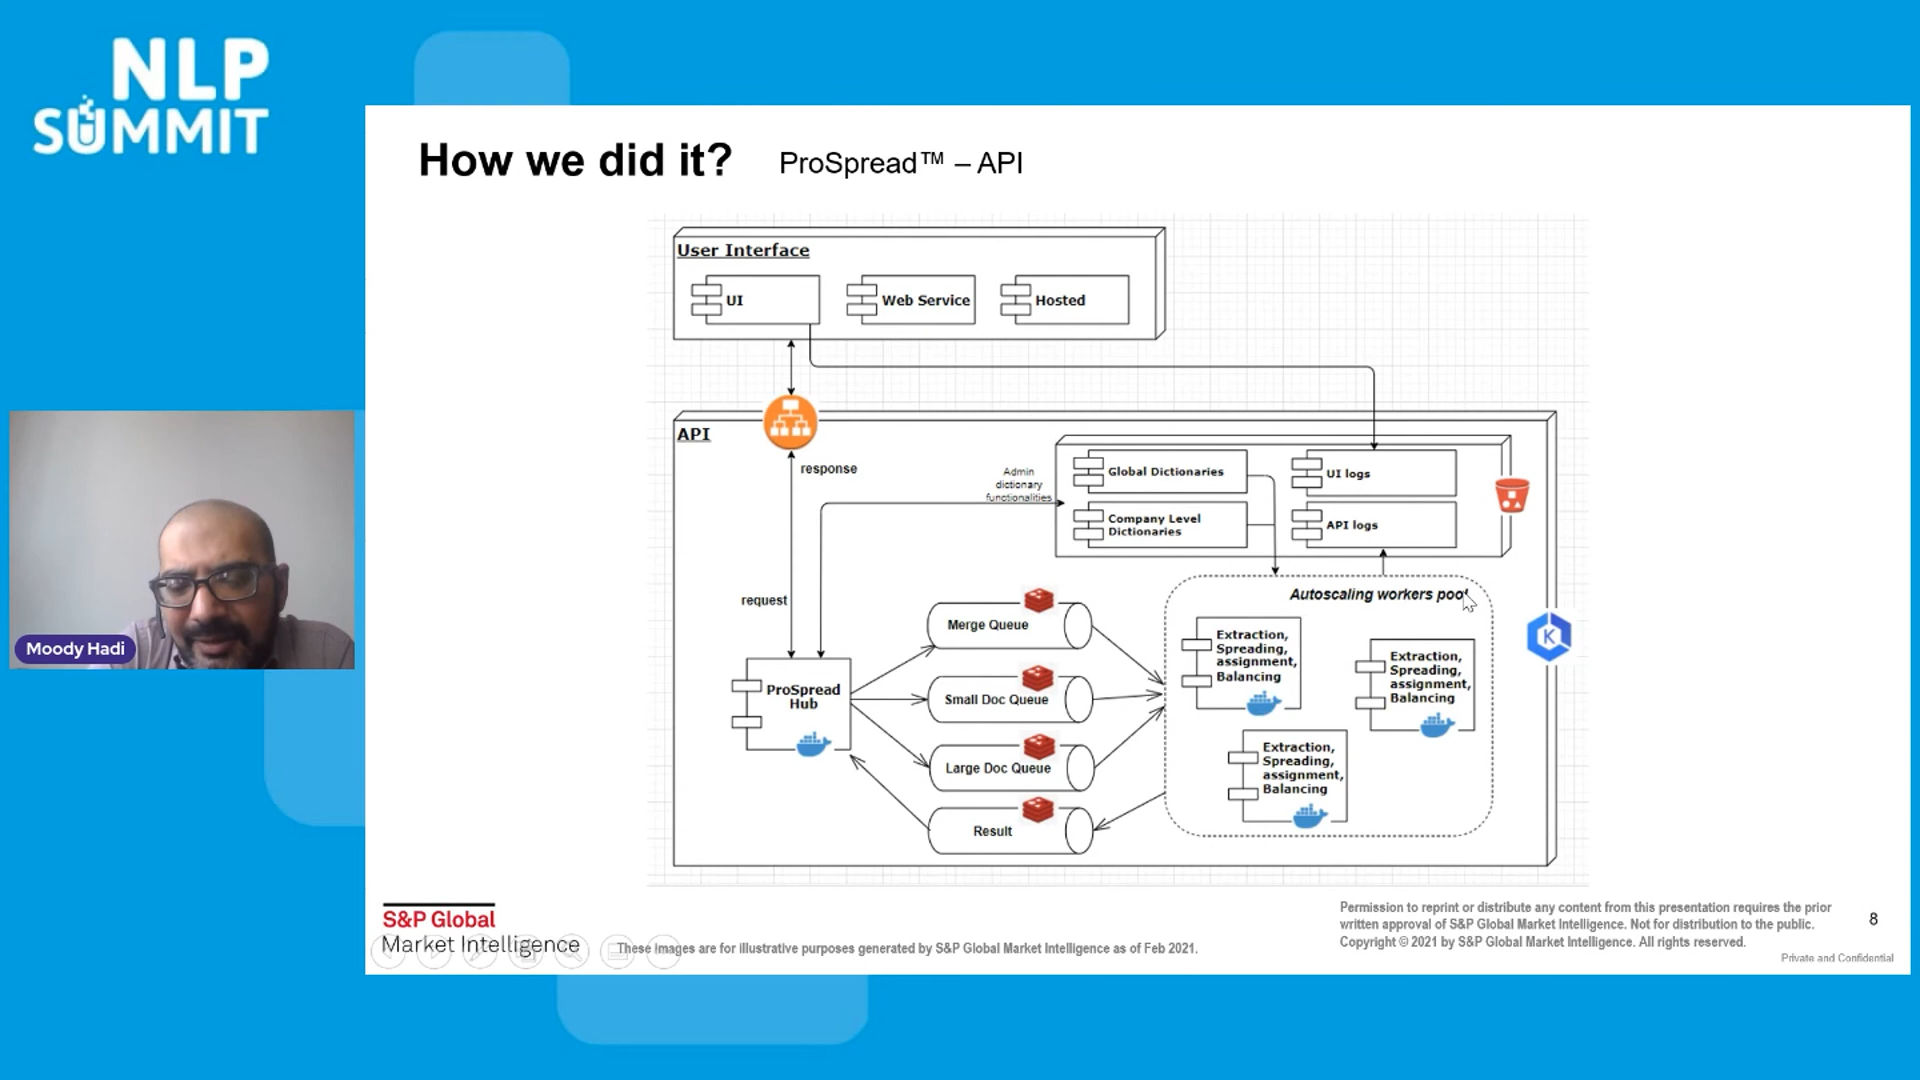 NLP
SUMMIT
How we did it?
ProSpread™ – API
User Interface
UI
Web Service
Hosted
API
response
Admin
dictionary
functionalities
Global Dictionaries
UI logs
Company Level
Dictionaries
API logs
request
Autoscaling workers pool
Merge Queue
Extraction,
Spreading,
assignment,
Balancing
Extraction,
Spreading,
assignment,
Balancing
K
ProSpread
Hub
Small Doc Queue
Large Doc Queue
Extraction,
Spreading,
assignment,
Balancing
Result
Moody Hadi
S&P Global
Market Intelligence
These images are for illustrative purposes generated by S&P Global Market Intelligence as of Feb 2021.
Permission to reprint or distribute any content from this presentation requires the prior
written approval of S&P Global Market Intelligence. Not for distribution to the public.
Copyright © 2021 by S&P Global Market Intelligence. All rights reserved.
8
Private and Confidential